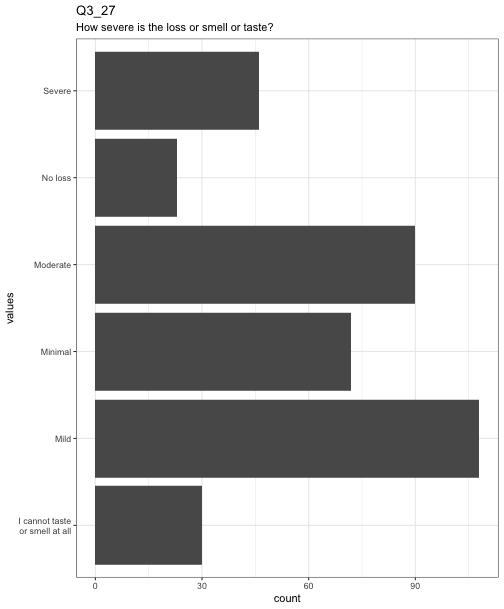 Q3_27
How severe is the loss or smell or taste?
Severe
No loss
Moderate
Minimal
Mild
I cannot taste
or smell at all
values
0 30 60 90
count